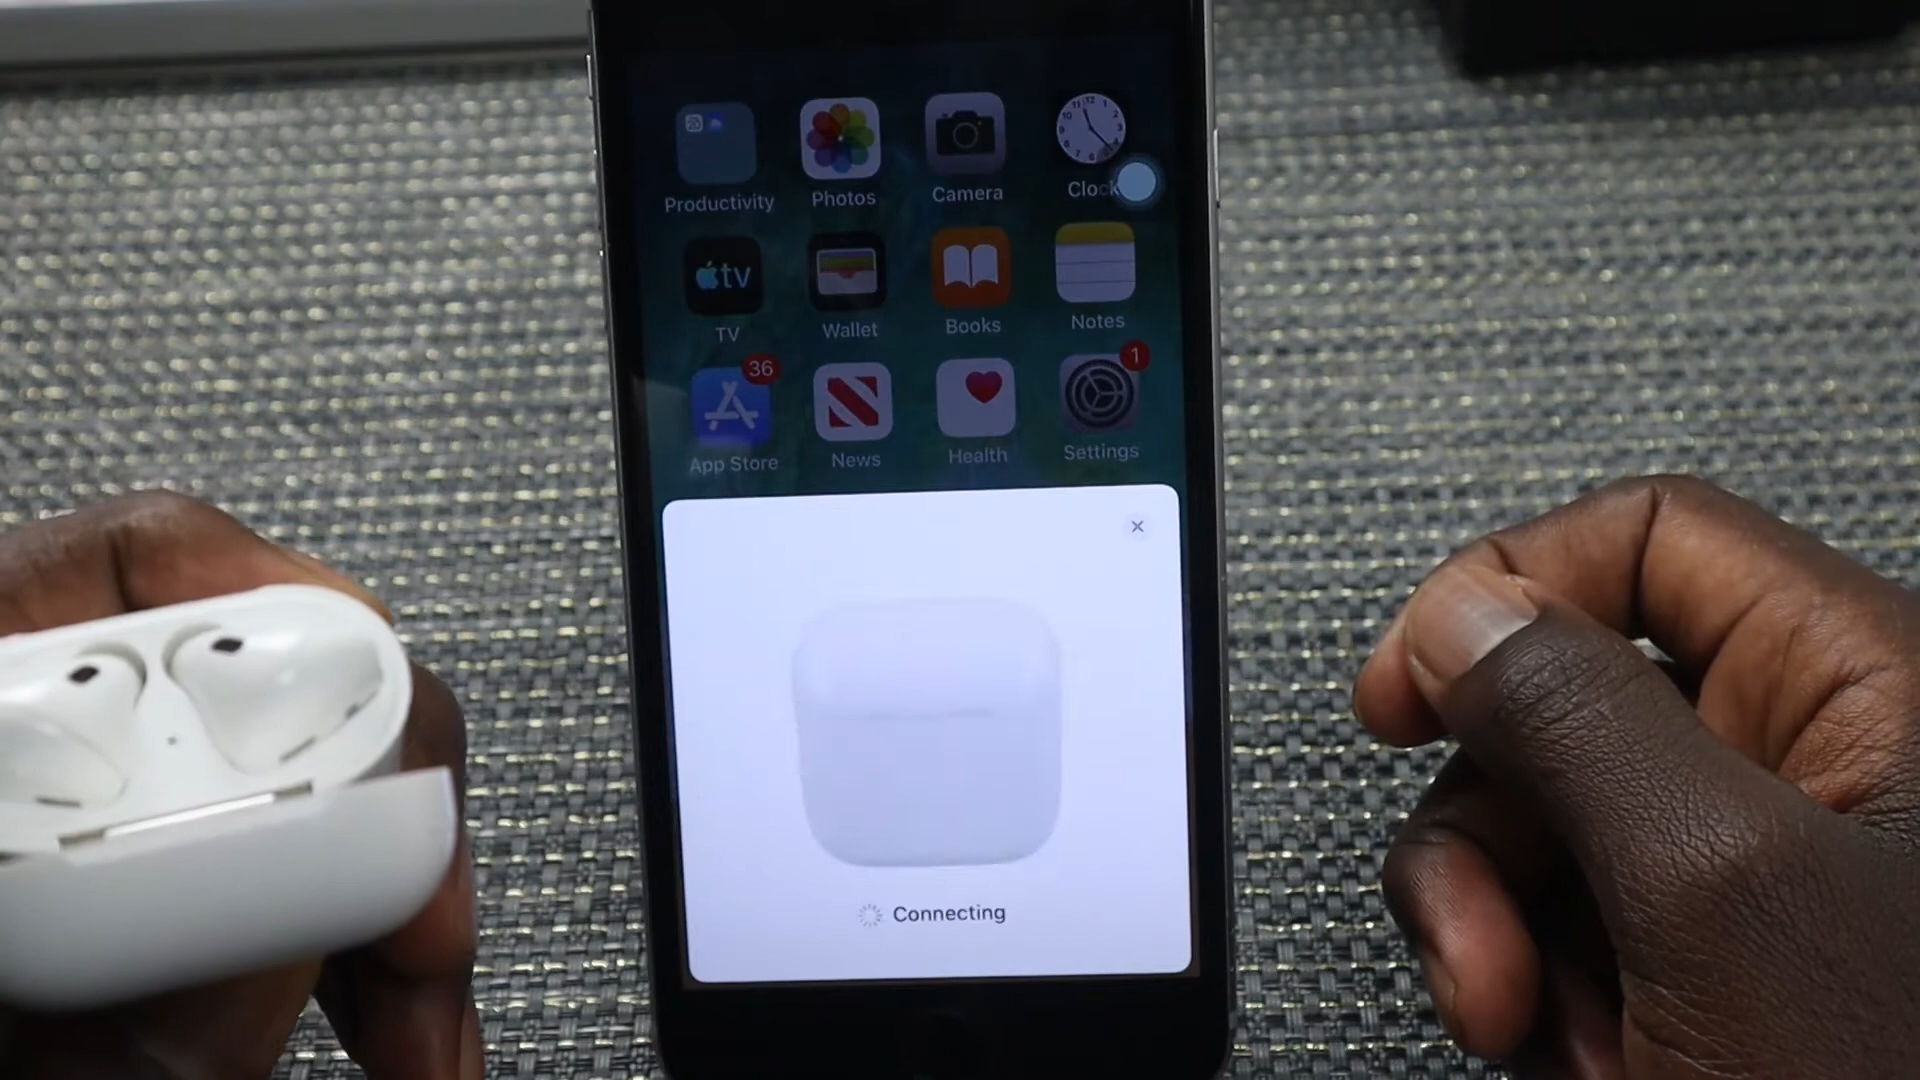 Productivity
Photos
Camera
Clock
tv
TV
Wallet
Books
Notes
36
1
App Store
News
Health
Settings
Connecting